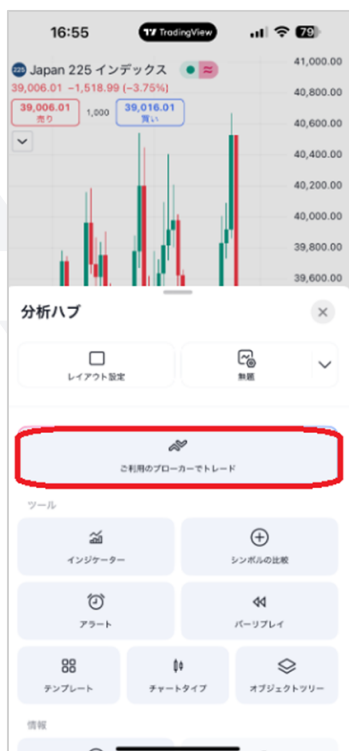 16:55
TradingView
79
225
Japan 225 インデックス
41,000.00
39,006.01 −1,518.99 (−3.75%)
40,800.00
39,006.01
売り
1,000
39,016.01
買い
40,600.00
40,400.00
40,200.00
40,000.00
39,800.00
39,600.00
分析ハブ
レイアウト設定
無題
ご利用のブローカーでトレード
ツール
インジケーター
シンボルの比較
アラート
バーリプレイ
テンプレート
チャートタイプ
オブジェクトツリー
情報